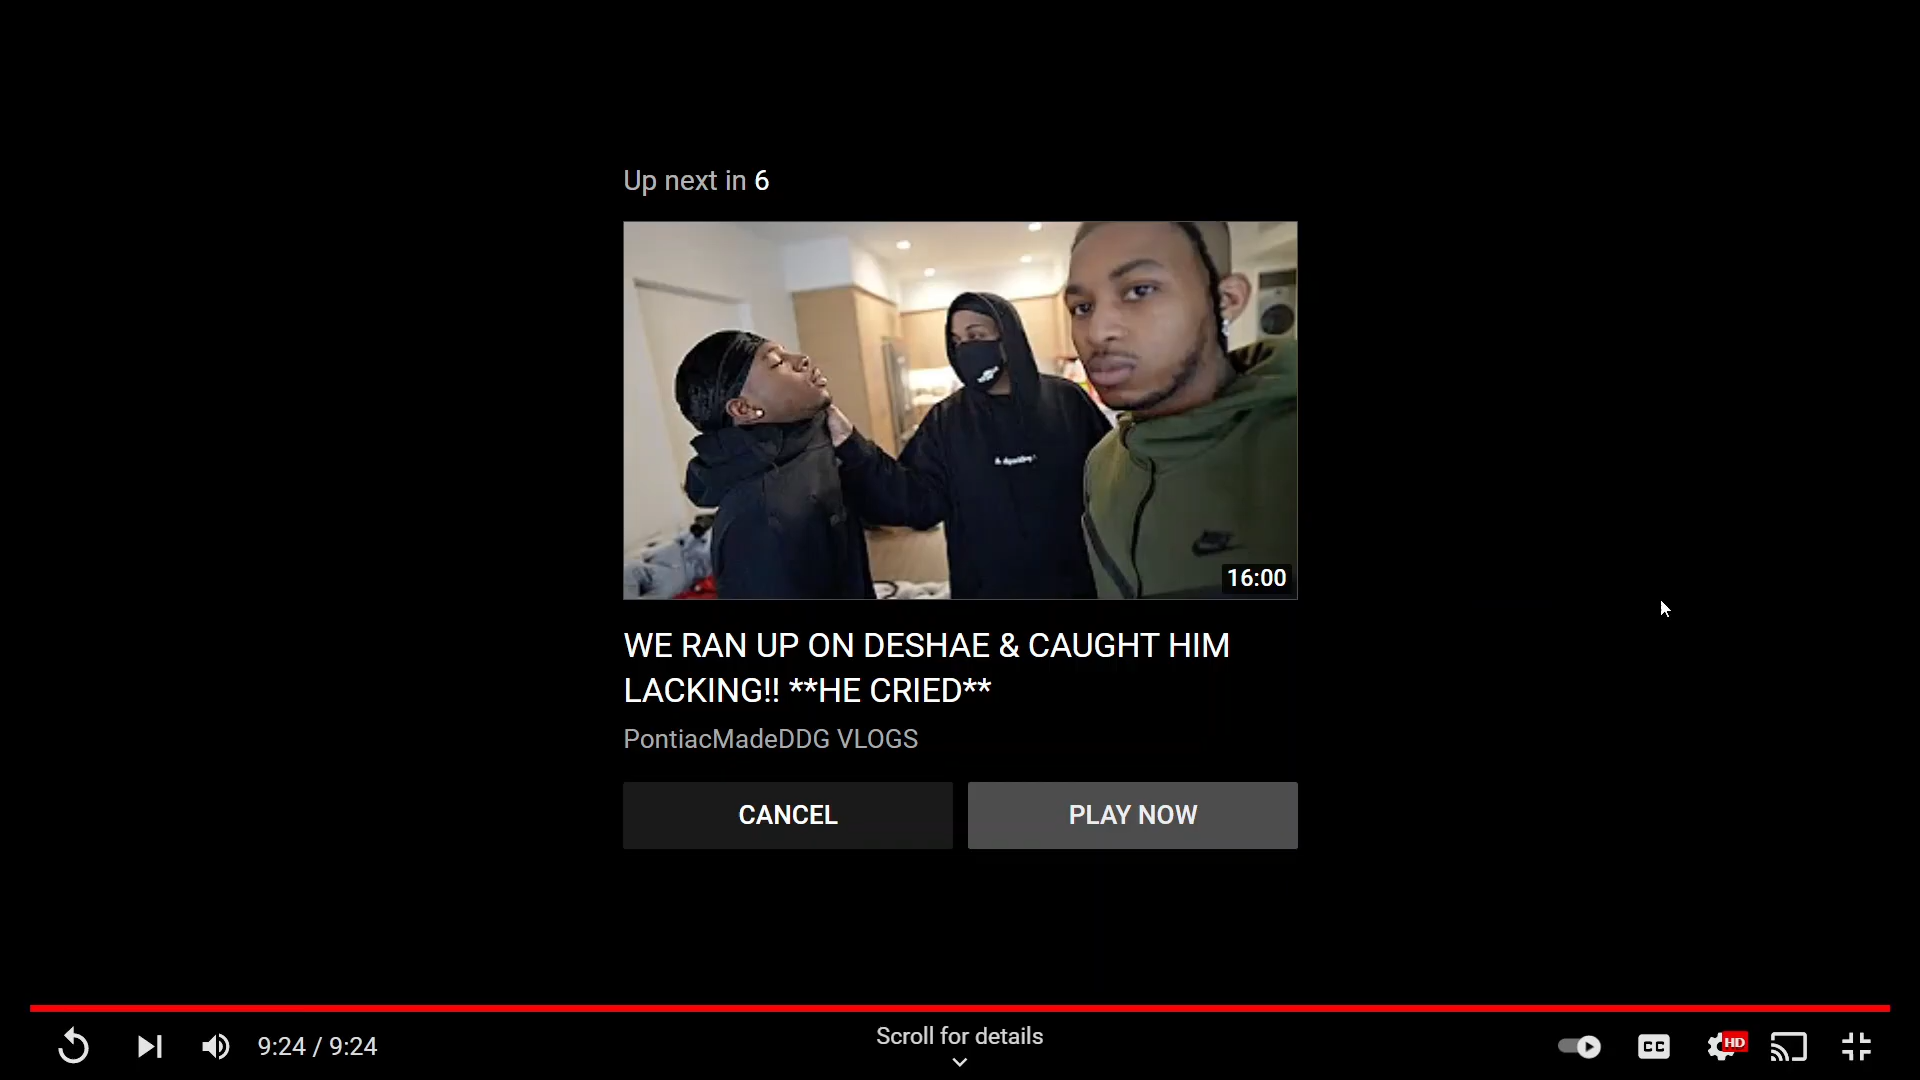 Up next in 6
16:00
WE RAN UP ON DESHAE & CAUGHT HIM
LACKING!! **HE CRIED**
PontiacMadeDDG VLOGS
CANCEL
PLAY NOW
9:24 / 9:24
Scroll for details
CC
HD